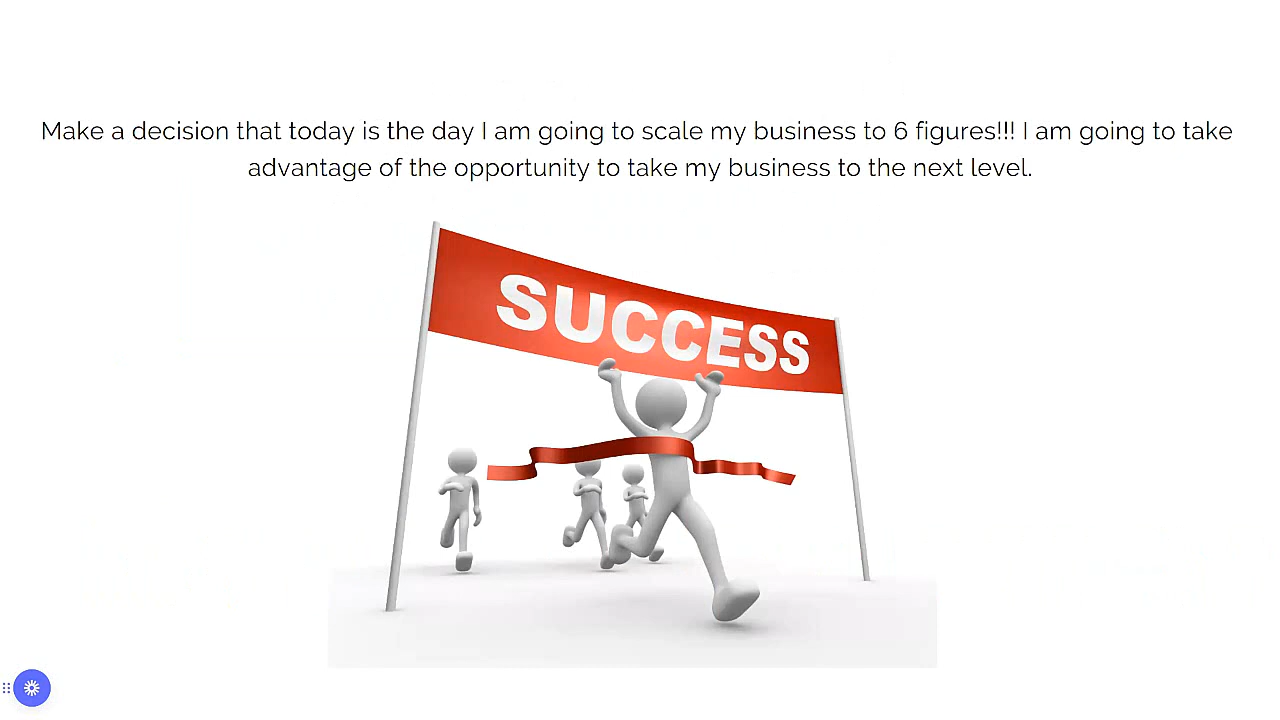 Make a decision that today is the day I am going to scale my business to 6 figures!!! I am going to take
advantage of the opportunity to take my business to the next level.
SUCCESS